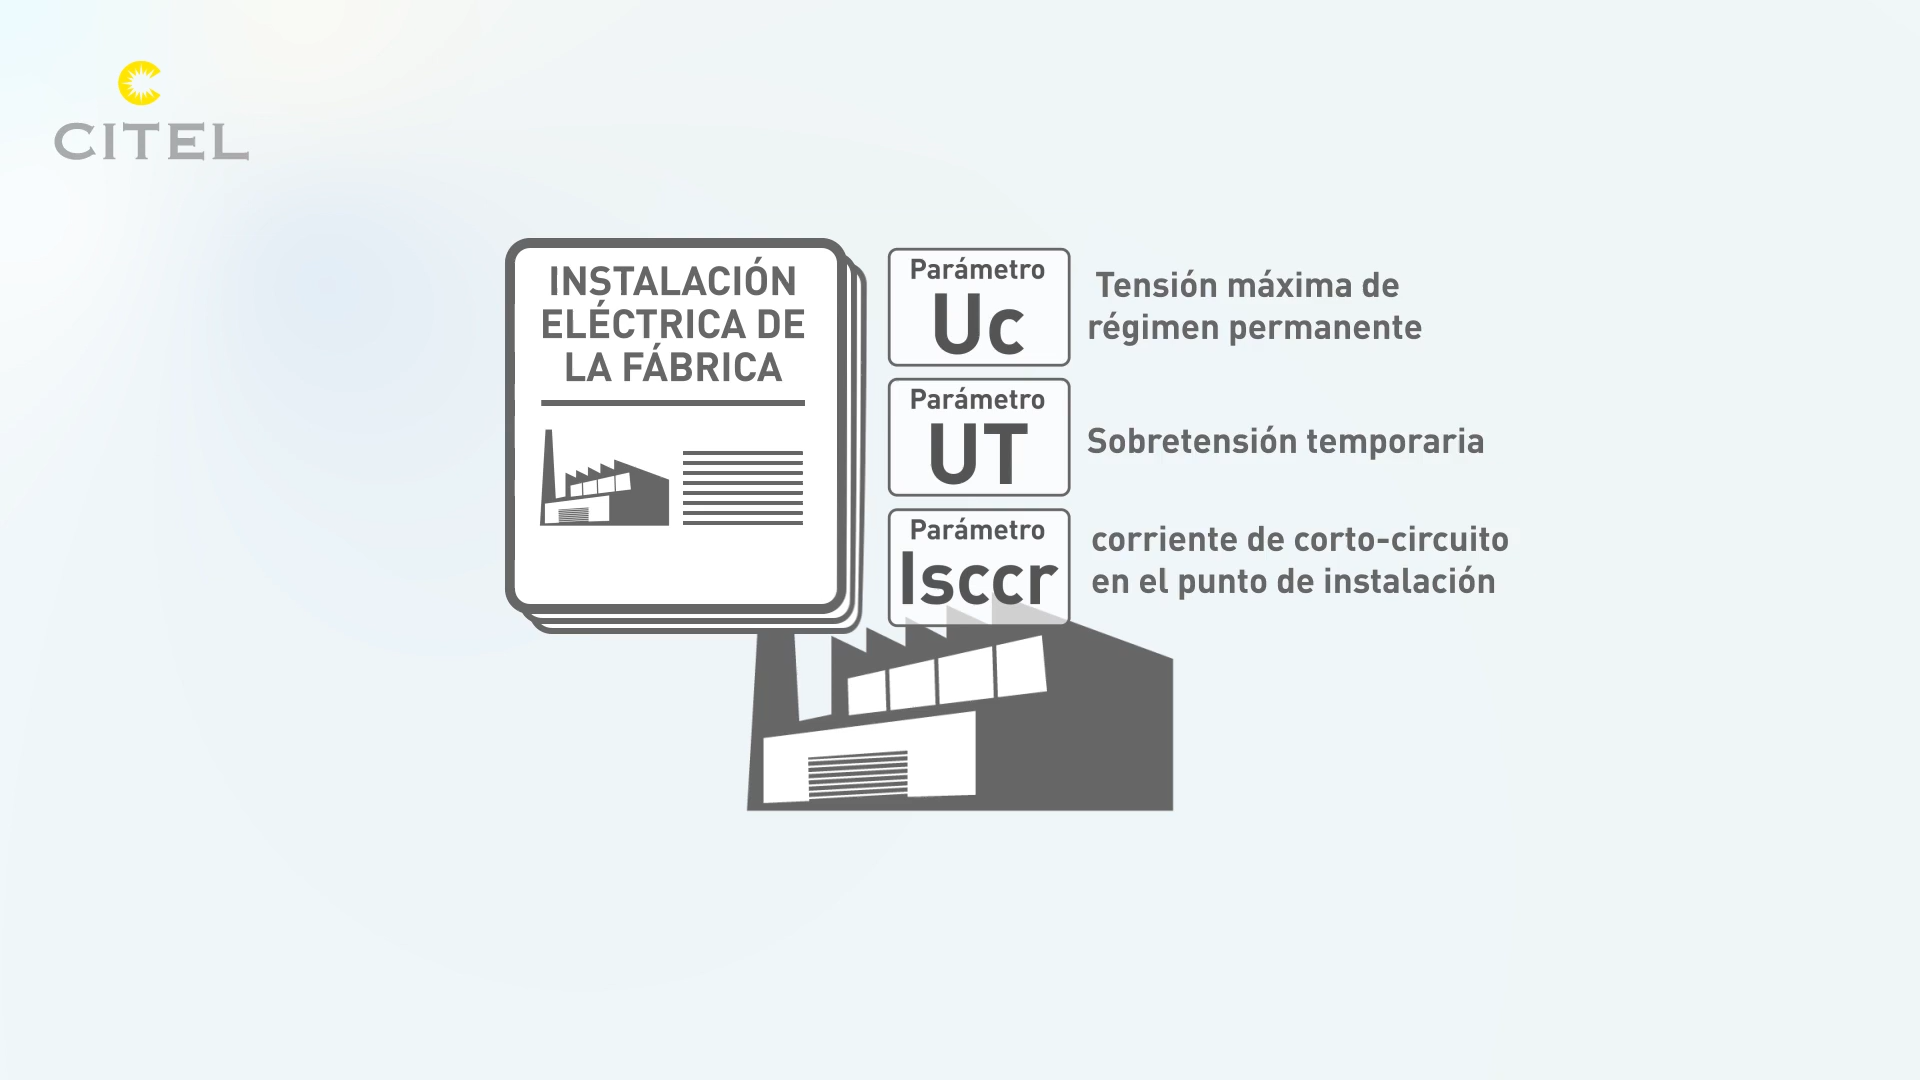 CITEL
INSTALACIÓN
ELÉCTRICA DE
LA FÁBRICA
Parámetro
Uc
Tensión máxima de
régimen permanente
Parámetro
UT
Sobretensión temporaria
Parámetro
Isccr
corriente de corto-circuito
en el punto de instalación